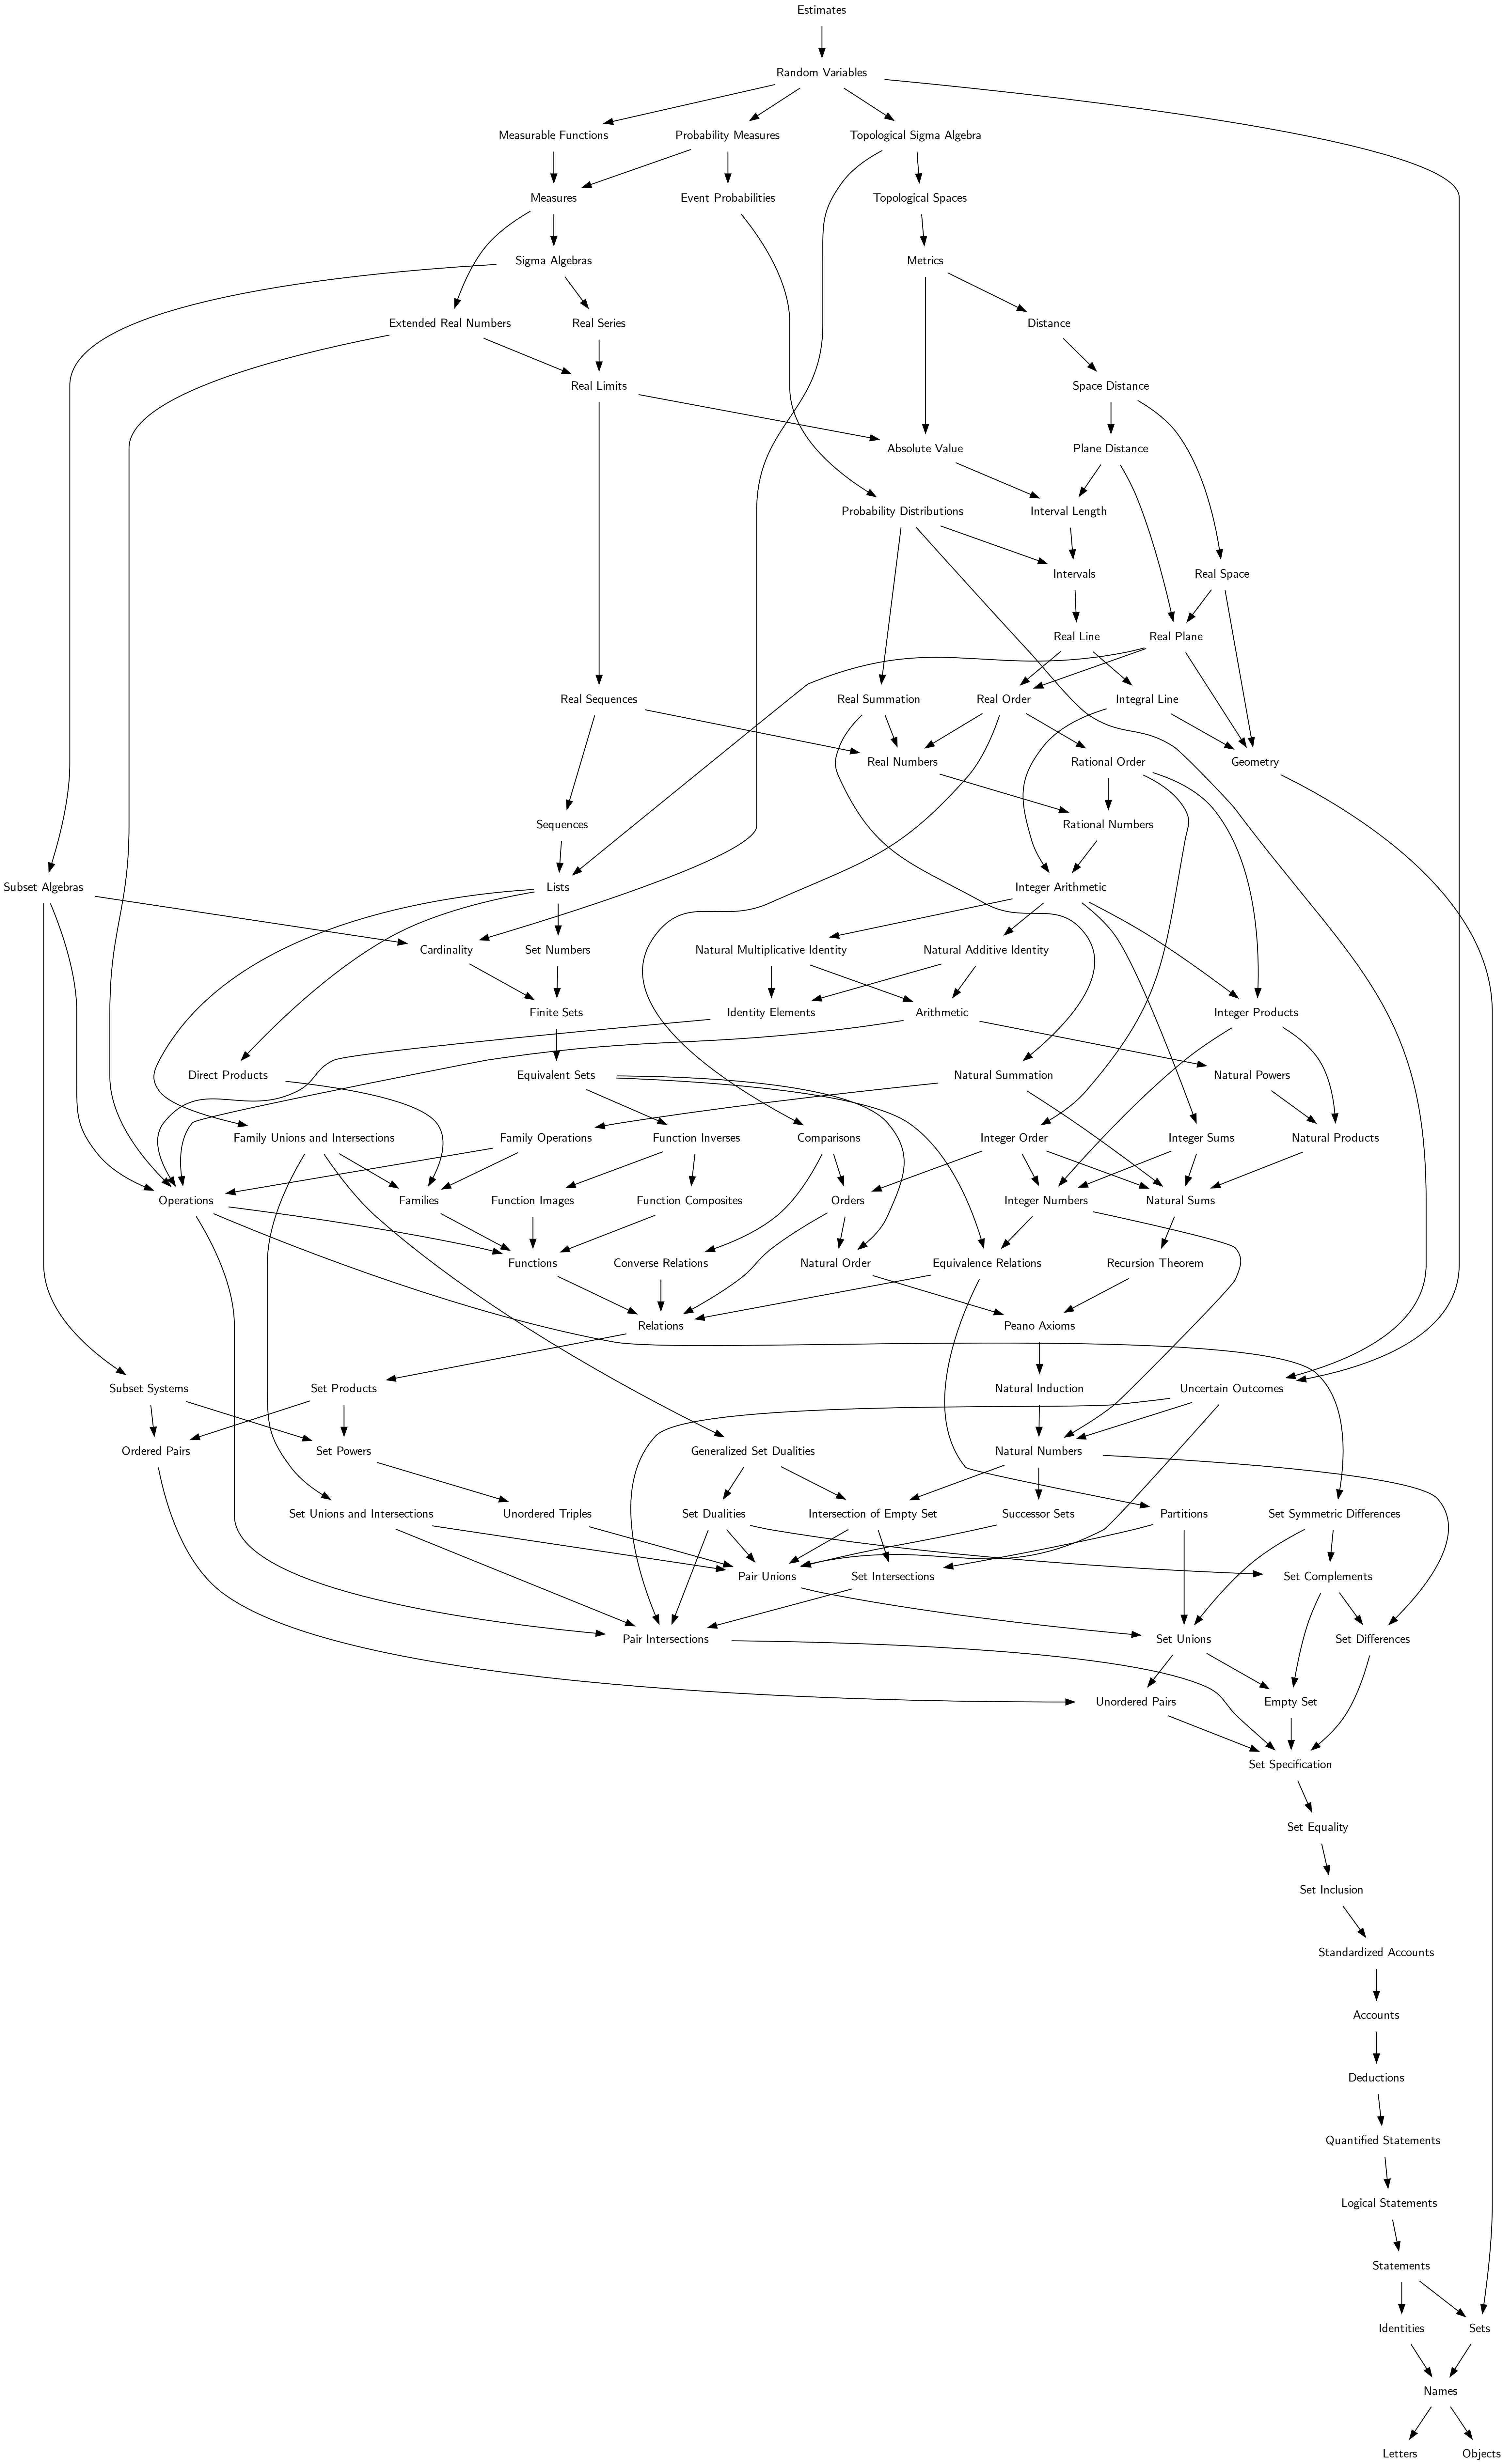 Estimates
Random Variables
Measurable Functions
Probability Measures
Topological Sigma Algebra
Measures
Event Probabilities
Topological Spaces
Sigma Algebras
Metrics
Extended Real Numbers
Real Series
Distance
Real Limits
Space Distance
Absolute Value
Plane Distance
Probability Distributions
Interval Length
Intervals
Real Space
Real Line
Real Plane
Real Sequences
Real Summation
Real Order
Integral Line
Real Numbers
Rational Order
Geometry
Sequences
Rational Numbers
Subset Algebras
Lists
Integer Arithmetic
Cardinality
Set Numbers
Natural Multiplicative Identity
Natural Additive Identity
Finite Sets
Identity Elements
Arithmetic
Integer Products
Direct Products
Equivalent Sets
Natural Summation
Natural Powers
Family Unions and Intersections
Family Operations
Function Inverses
Comparisons
Integer Order
Integer Sums
Natural Products
Operations
Families
Function Images
Function Composites
Orders
Integer Numbers
Natural Sums
Functions
Converse Relations
Natural Order
Equivalence Relations
Recursion Theorem
Relations
Peano Axioms
Subset Systems
Set Products
Natural Induction
Uncertain Outcomes
Ordered Pairs
Set Powers
Generalized Set Dualities
Natural Numbers
Set Unions and Intersections
Unordered Triples
Set Dualities
Intersection of Empty Set
Successor Sets
Partitions
Set Symmetric Differences
Pair Unions
Set Intersections
Set Complements
Pair Intersections
Set Unions
Set Differences
Unordered Pairs
Empty Set
Set Specification
Set Equality
Set Inclusion
Standardized Accounts
Accounts
Deductions
Quantified Statements
Logical Statements
Statements
Identities
Sets
Names
Letters
Objects